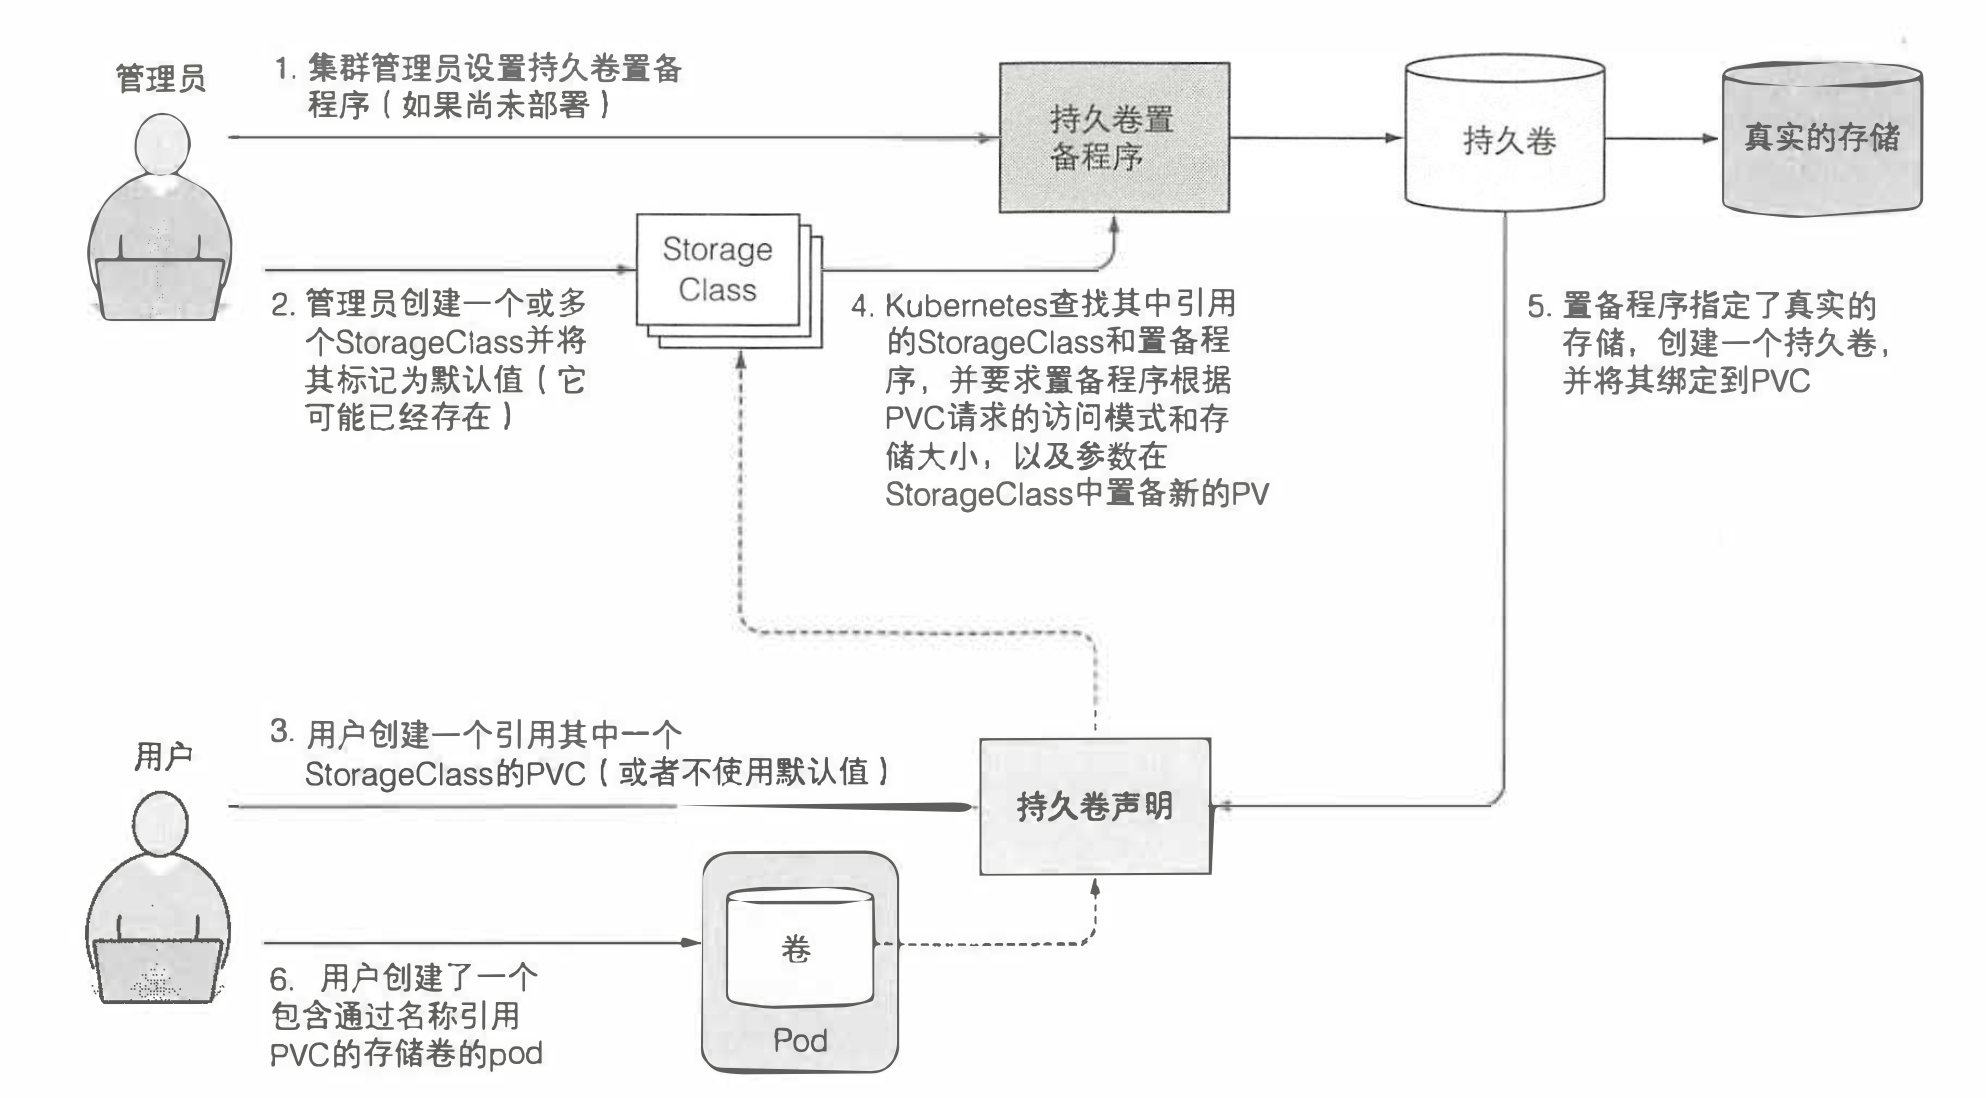 管理员
1. 集群管理员设置持久卷置备
程序（如果尚未部署）
持久卷置
备程序
持久卷
真实的存储
Storage
Class
2. 管理员创建一个或多
个StorageClass并将
其标记为默认值（它
可能已经存在）
4. Kubernetes查找其中引用
的StorageClass和置备程
序，并要求置备程序根据
PVC请求的访问模式和存
储大小，以及参数在
StorageClass中置备新的PV
5. 置备程序指定了真实的
存储，创建一个持久卷，
并将其绑定到PVC
用户
3. 用户创建一个引用其中一个
StorageClass的PVC（或者不使用默认值）
持久卷声明
卷
Pod
6. 用户创建了一个
包含通过名称引用
PVC的存储卷的pod